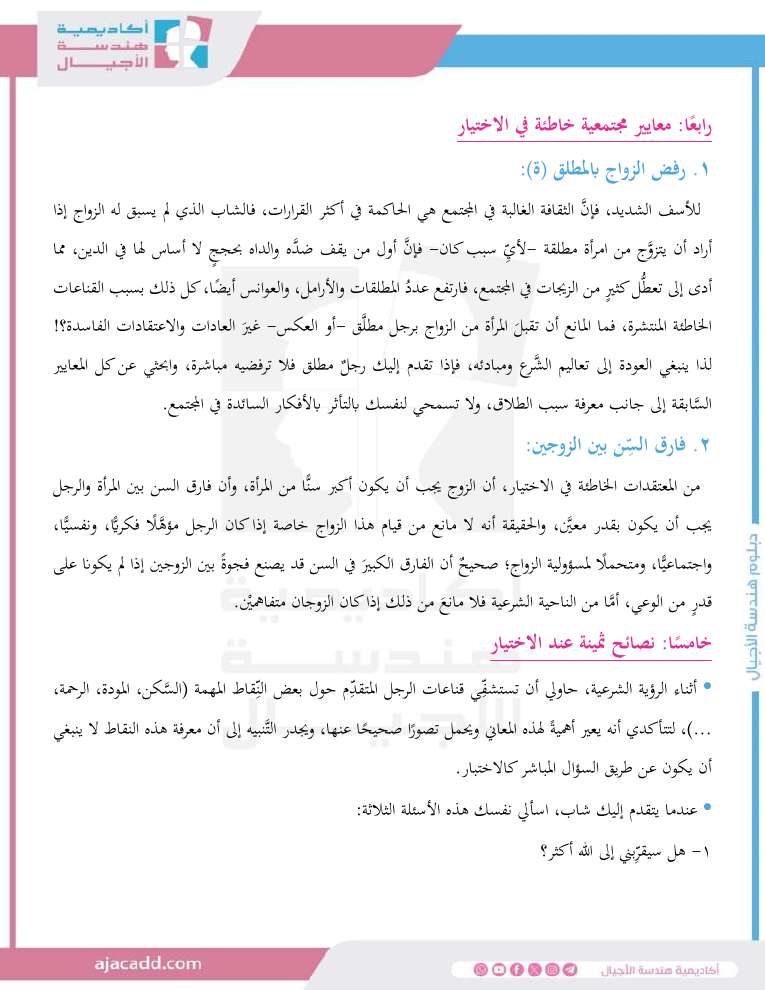 أكاديمية
هندسة
الأجيال
رابعًا: معايير مجتمعية خاطئة في الاختيار
١. رفض الزواج بالمطلق (ة):
للأسف الشديد، فإنَّ الثقافة الغالبة في المجتمع هي الحاكمة في أكثر القرارات، فالشاب الذي لم يسبق له الزواج إذا
أراد أن يتزوَّج من امرأة مطلقة –لأيِّ سبب كان– فإنَّ أول من يقف ضدَّه والداه بحججٍ لا أساس لها في الدين، مما
أدى إلى تعطُّل كثيرٍ من الزيجات في المجتمع، فارتفع عددُ المطلقات والأرامل، والعوانس أيضًا، كل ذلك بسبب القناعات
الخاطئة المنتشرة، فما المانع أن تقبلَ المرأة من الزواج برجل مطلَّق –أو العكس– غيرَ العادات والاعتقادات الفاسدة؟!
لذا ينبغي العودة إلى تعاليم الشَّرع ومبادئه، فإذا تقدم إليك رجلٌ مطلق فلا ترفضيه مباشرة، وابحثي عن كل المعايير
السَّابقة إلى جانب معرفة سبب الطلاق، ولا تسمحي لنفسك بالتأثر بالأفكار السائدة في المجتمع.
٢. فارق السِّن بين الزوجين:
من المعتقدات الخاطئة في الاختيار، أن الزوج يجب أن يكون أكبر سنًّا من المرأة، وأن فارق السن بين المرأة والرجل
يجب أن يكون بقدر معيَّن، والحقيقة أنه لا مانع من قيام هذا الزواج خاصة إذا كان الرجل مؤهَّلًا فكريًّا، ونفسيًّا،
واجتماعيًّا، ومتحملًا لمسؤولية الزواج؛ صحيحٌ أن الفارق الكبيرَ في السن قد يصنع فجوةً بين الزوجين إذا لم يكونا على
قدرٍ من الوعي، أمَّا من الناحية الشرعية فلا مانعَ من ذلك إذا كان الزوجان متفاهميْن.
خامسًا: نصائح ثمينة عند الاختيار
• أثناء الرؤية الشرعية، حاولي أن تستشفّي قناعات الرجل المتقدِّم حول بعض النِّقاط المهمة (السَّكن، المودة، الرحمة،
...)، لتتأكدي أنه يعير أهميةً لهذه المعاني ويحمل تصورًا صحيحًا عنها، ويجدر التَّنبيه إلى أن معرفة هذه النقاط لا ينبغي
أن يكون عن طريق السؤال المباشر كالاختبار.
• عندما يتقدم إليك شاب، اسألي نفسك هذه الأسئلة الثلاثة:
١- هل سيقرِّبني إلى الله أكثر؟
دبلوم هندسة الأجيال
أكاديمية هندسة الأجيال
ajacadd.com